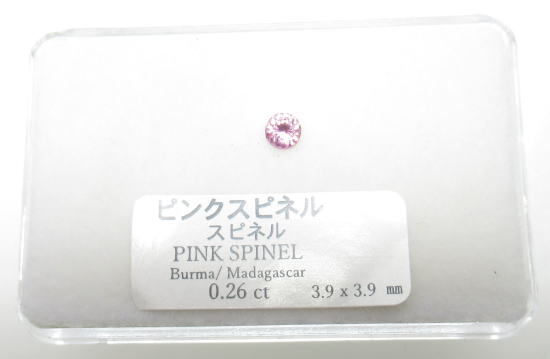 ピンクスピネル
スピネル
PINK SPINEL
Burma/ Madagascar
0.26 ct 3.9 x 3.9 mm